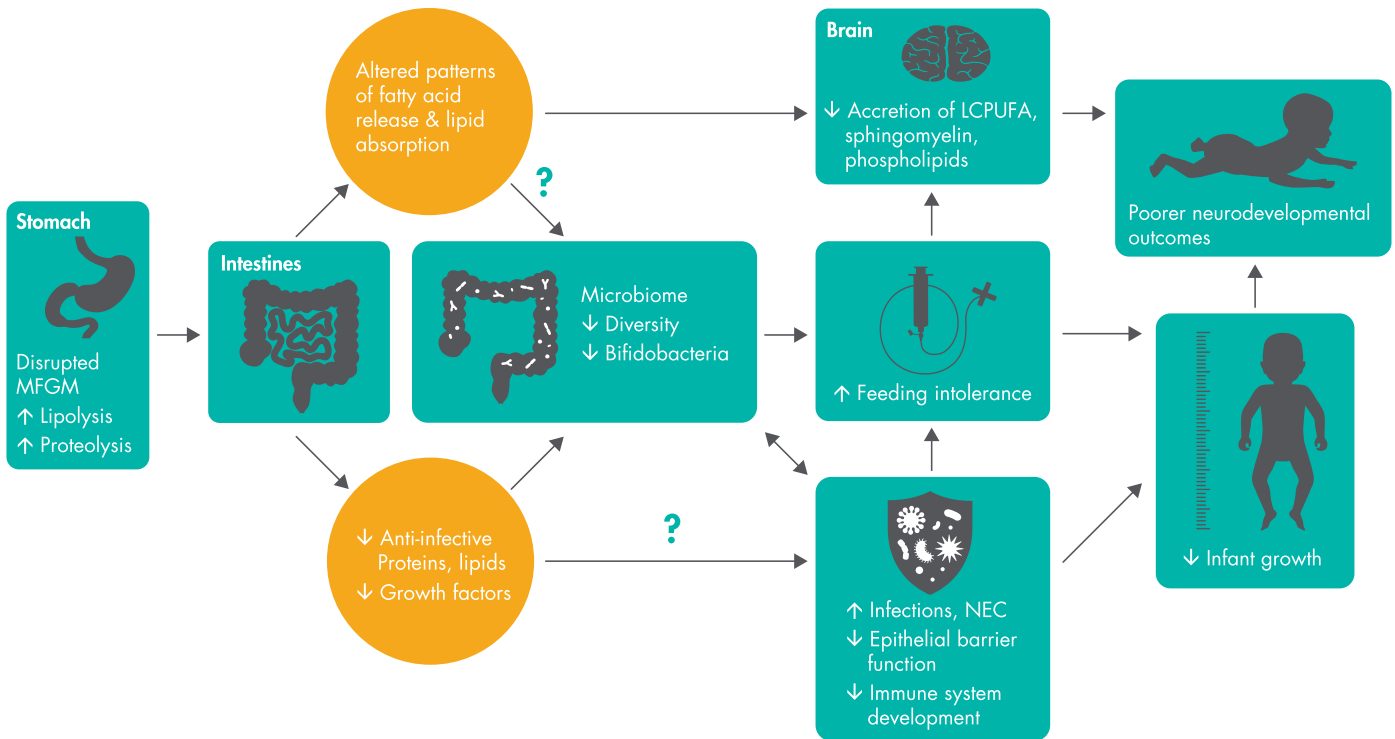 Stomach
Disrupted
MFGM
↑ Lipolysis
↑ Proteolysis
Intestines
Altered patterns
of fatty acid
release & lipid
absorption
?
Microbiome
↓ Diversity
↓ Bifidobacteria
↓ Anti-infective
Proteins, lipids
↓ Growth factors
?
Brain
↓ Accretion of LCPUFA,
sphingomyelin,
phospholipids
↑ Feeding intolerance
↑ Infections, NEC
↓ Epithelial barrier
function
↓ Immune system
development
Poorer neurodevelopmental
outcomes
↓ Infant growth